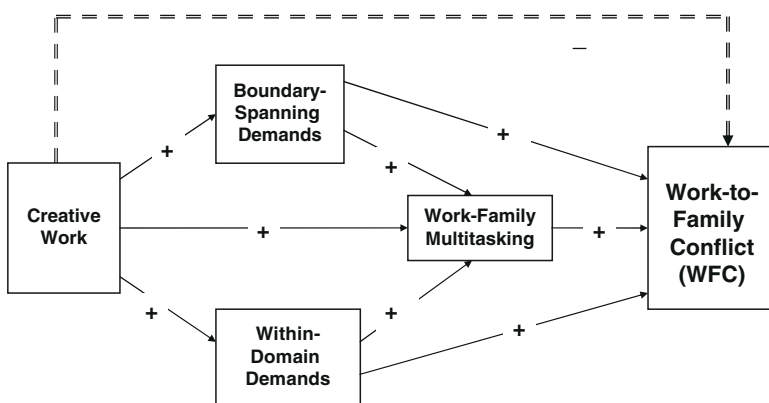 –
Boundary-
Spanning
Demands
+
+
+
Creative
Work
+
Work-Family
Multitasking
+
Work-to-
Family
Conflict
(WFC)
+
+
+
Within-
Domain
Demands